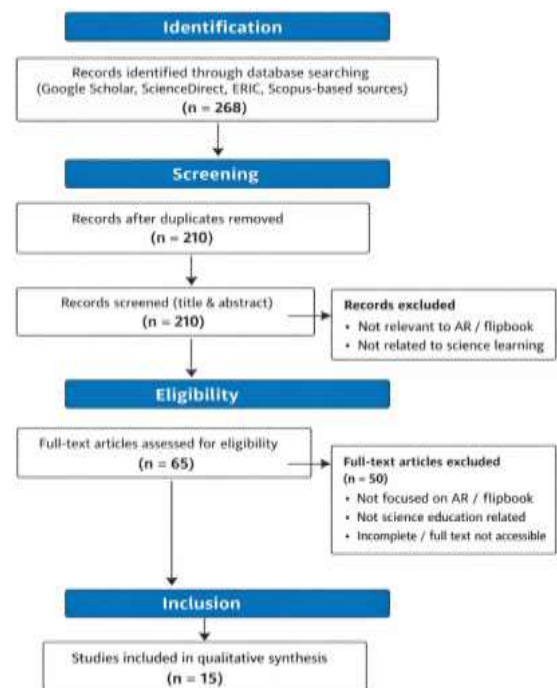 Identification
Records identified through database searching
(Google Scholar, ScienceDirect, ERIC, Scopus-based sources)
(n = 268)
Screening
Records after duplicates removed
(n = 210)
Records screened (title & abstract)
(n = 210)
Records excluded
• Not relevant to AR / flipbook
• Not related to science learning
Eligibility
Full-text articles assessed for eligibility
(n = 65)
Full-text articles excluded
(n = 50)
• Not focused on AR / flipbook
• Not science education related
• Incomplete / full text not accessible
Inclusion
Studies included in qualitative synthesis
(n = 15)